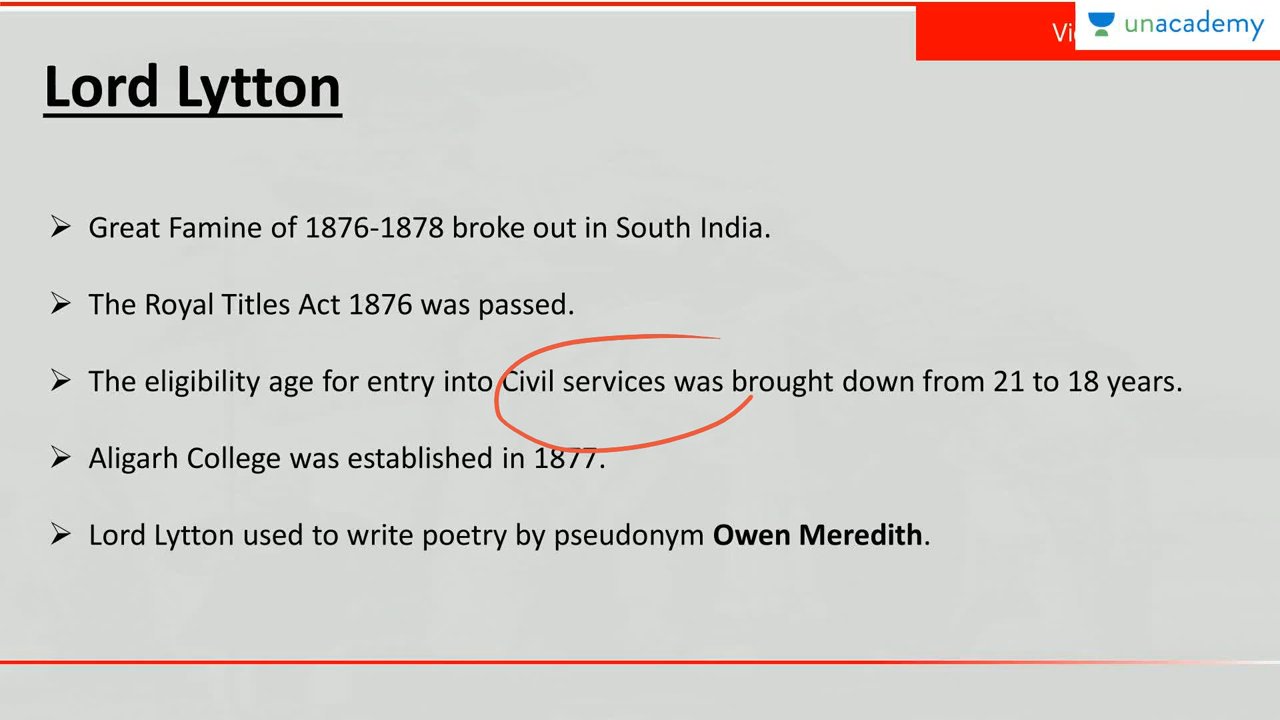 unacademy
Lord Lytton
➢ Great Famine of 1876-1878 broke out in South India.
➢ The Royal Titles Act 1876 was passed.
➢ The eligibility age for entry into Civil services was brought down from 21 to 18 years.
➢ Aligarh College was established in 1877.
➢ Lord Lytton used to write poetry by pseudonym Owen Meredith.